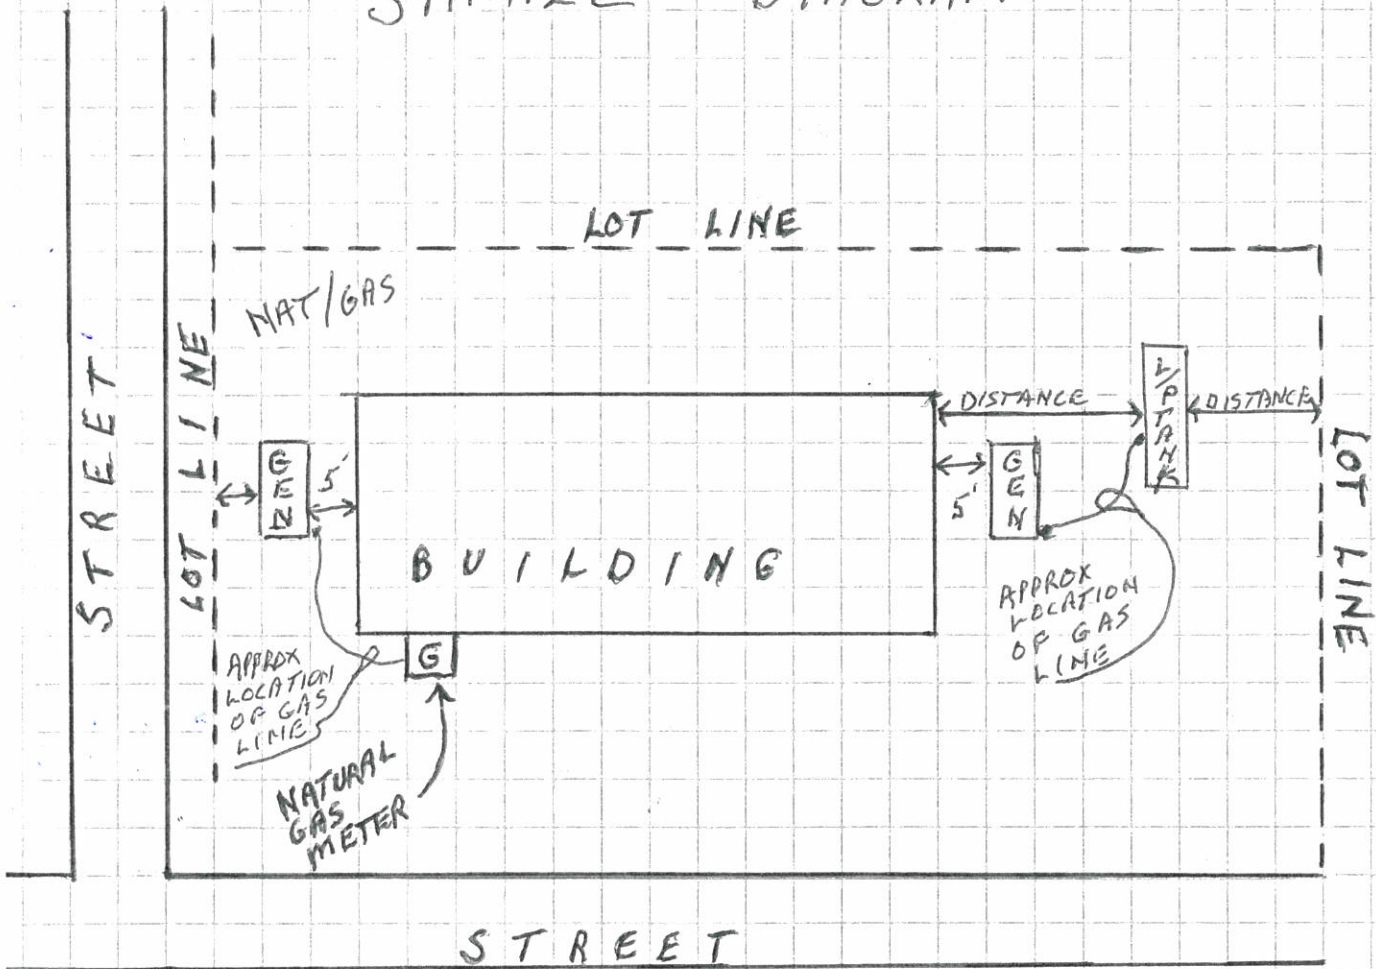 LOT LINE
NAT/GAS
STREET
LOT LINE
GEN
5'
BUILDING
DISTANCE
L/P TANK
DISTANCE
5'
GEN
LOT LINE
APPROX
LOCATION
OF GAS
LINE
G
APPROX
LOCATION
OF GAS
LINE
NATURAL
GAS
METER
STREET